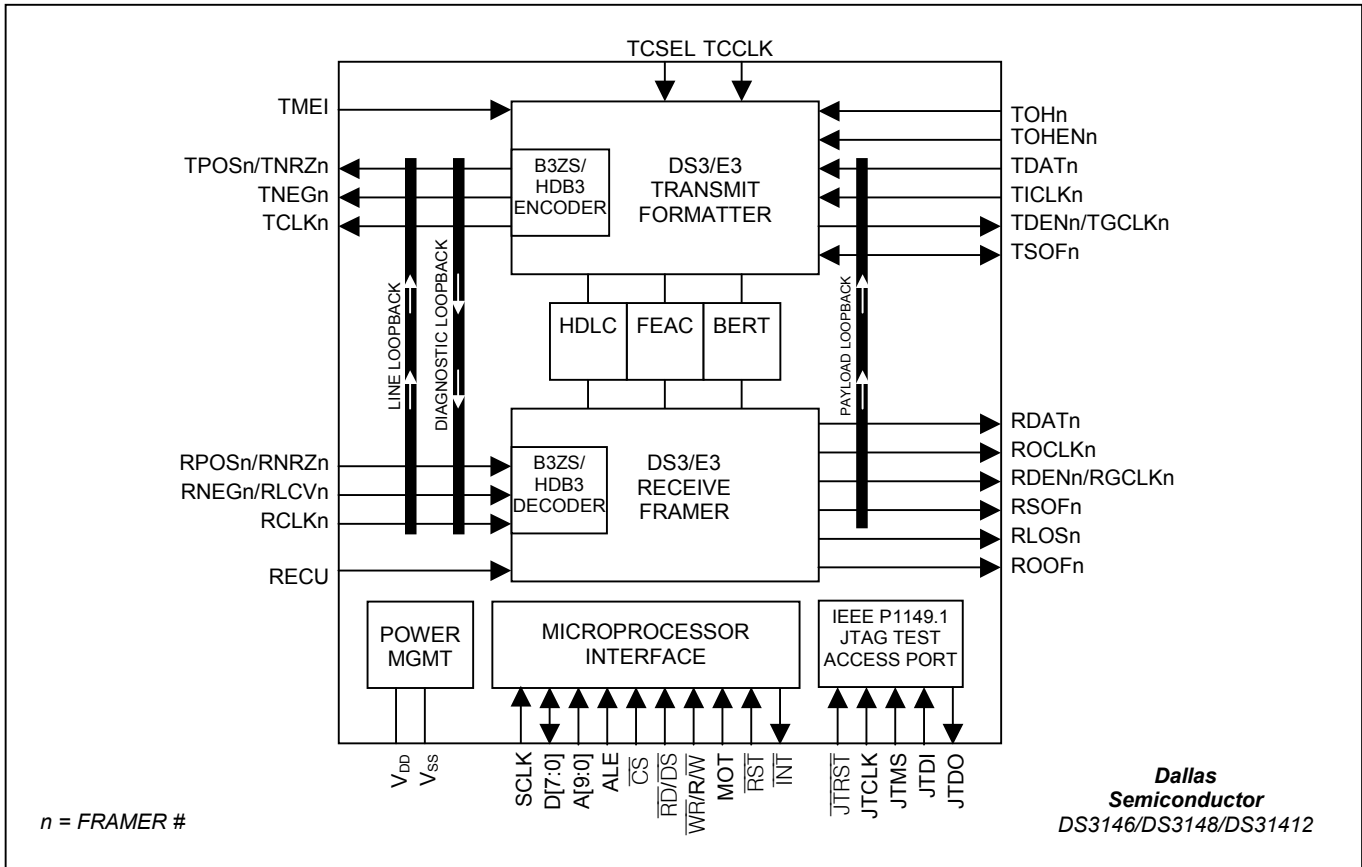 TCSEL TCCLK
TMEI
TPOSn/TNRZn
TNEGn
TCLKn
B3ZS/
HDB3
ENCODER
DS3/E3
TRANSMIT
FORMATTER
TOHn
TOHENn
TDATn
TICLKn
TDENn/TGCLKn
TSOFn
LINE LOOPBACK
DIAGNOSTIC LOOPBACK
HDLC
FEAC
BERT
PAYLOAD LOOPBACK
RPOSn/RNRZn
RNEGn/RLCVn
RCLKn
RECU
B3ZS/
HDB3
DECODER
DS3/E3
RECEIVE
FRAMER
RDATn
ROCLKn
RDENn/RGCLKn
RSOFn
RLOSn
ROOFn
POWER
MGMT
MICROPROCESSOR
INTERFACE
IEEE P1149.1
JTAG TEST
ACCESS PORT
VDD
VSS
SCLK
D[7:0]
A[9:0]
ALE
CS
RD/DS
WR/R/W
MOT
RST
INT
JTRST
JTCLK
JTMS
JTDI
JTDO
n = FRAMER #
Dallas
Semiconductor
DS3146/DS3148/DS31412